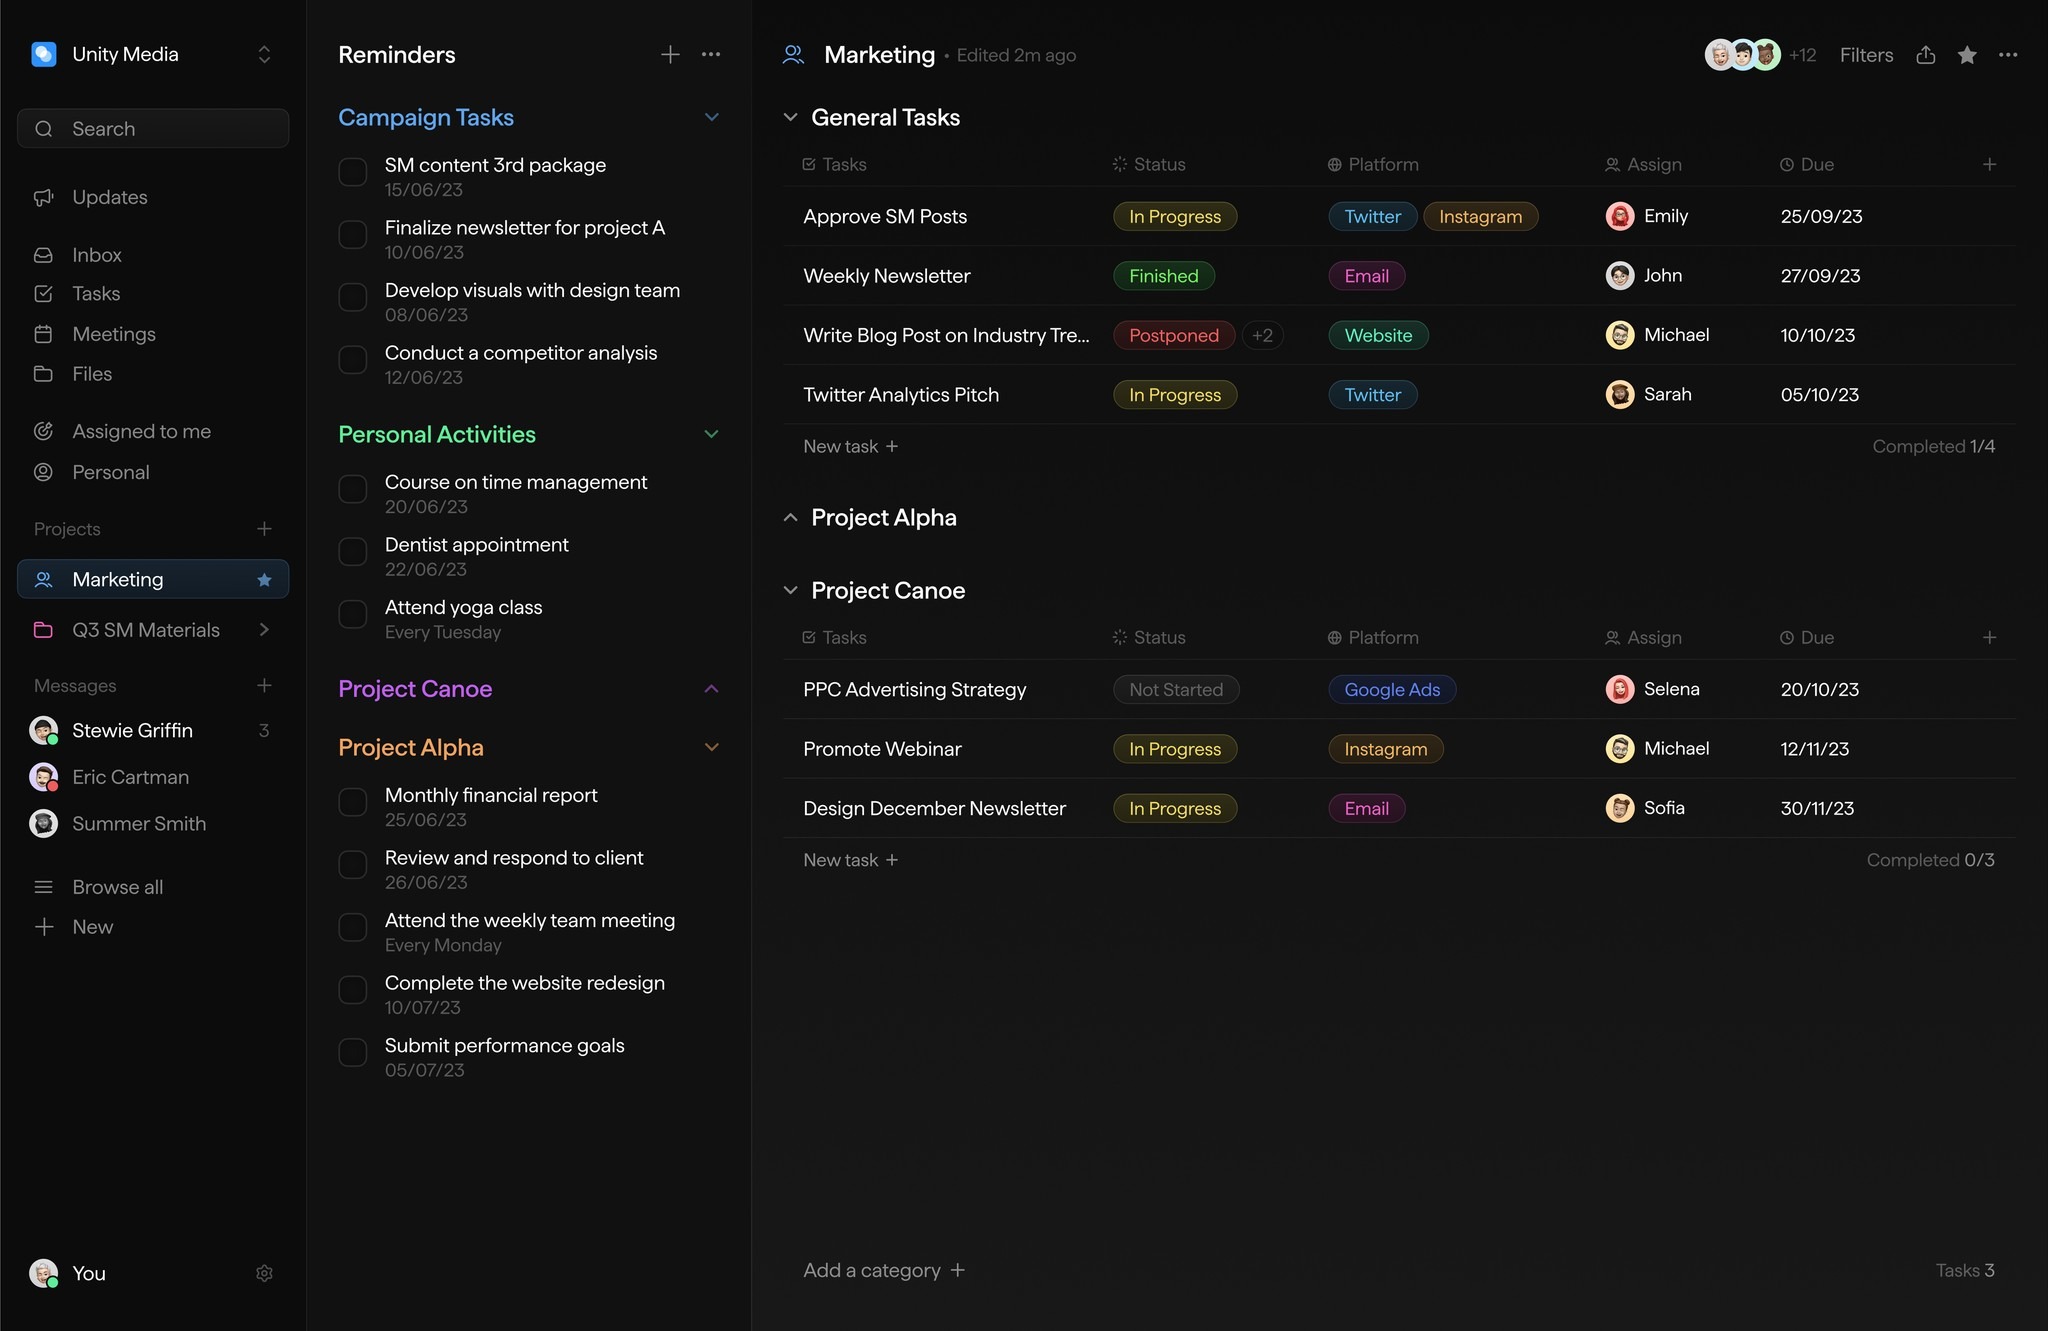 Unity Media
Search
Updates
Inbox
Tasks
Meetings
Files
Assigned to me
Personal
Projects
Marketing
Q3 SM Materials
Messages
Stewie Griffin 3
Eric Cartman
Summer Smith
Browse all
New
You
Reminders
Campaign Tasks
SM content 3rd package
15/06/23
Finalize newsletter for project A
10/06/23
Develop visuals with design team
08/06/23
Conduct a competitor analysis
12/06/23
Personal Activities
Course on time management
20/06/23
Dentist appointment
22/06/23
Attend yoga class
Every Tuesday
Project Canoe
Project Alpha
Monthly financial report
25/06/23
Review and respond to client
26/06/23
Attend the weekly team meeting
Every Monday
Complete the website redesign
10/07/23
Submit performance goals
05/07/23
Marketing • Edited 2m ago +12 Filters
General Tasks
Tasks Status Platform Assign Due
Approve SM Posts In Progress Twitter Instagram Emily 25/09/23
Weekly Newsletter Finished Email John 27/09/23
Write Blog Post on Industry Tre... Postponed +2 Website Michael 10/10/23
Twitter Analytics Pitch In Progress Twitter Sarah 05/10/23
New task + Completed 1/4
Project Alpha
Project Canoe
Tasks Status Platform Assign Due
PPC Advertising Strategy Not Started Google Ads Selena 20/10/23
Promote Webinar In Progress Instagram Michael 12/11/23
Design December Newsletter In Progress Email Sofia 30/11/23
New task + Completed 0/3
Add a category + Tasks 3